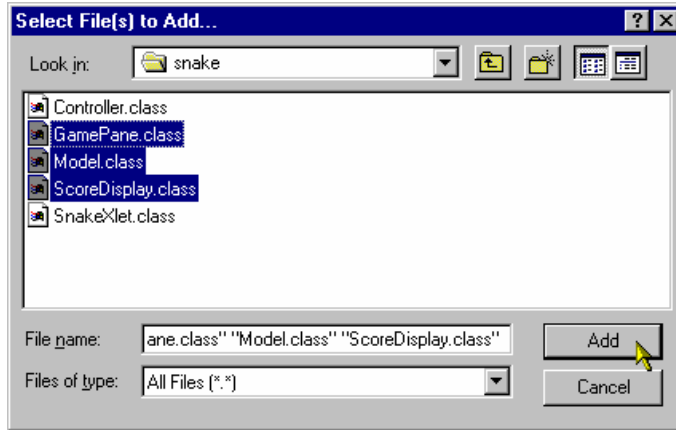 Select File(s) to Add...
Look in: snake
Controller.class
GamePane.class
Model.class
ScoreDisplay.class
SnakeXlet.class
File name: ane.class" "Model.class" "ScoreDisplay.class" Add
Files of type: All Files (*.*) Cancel